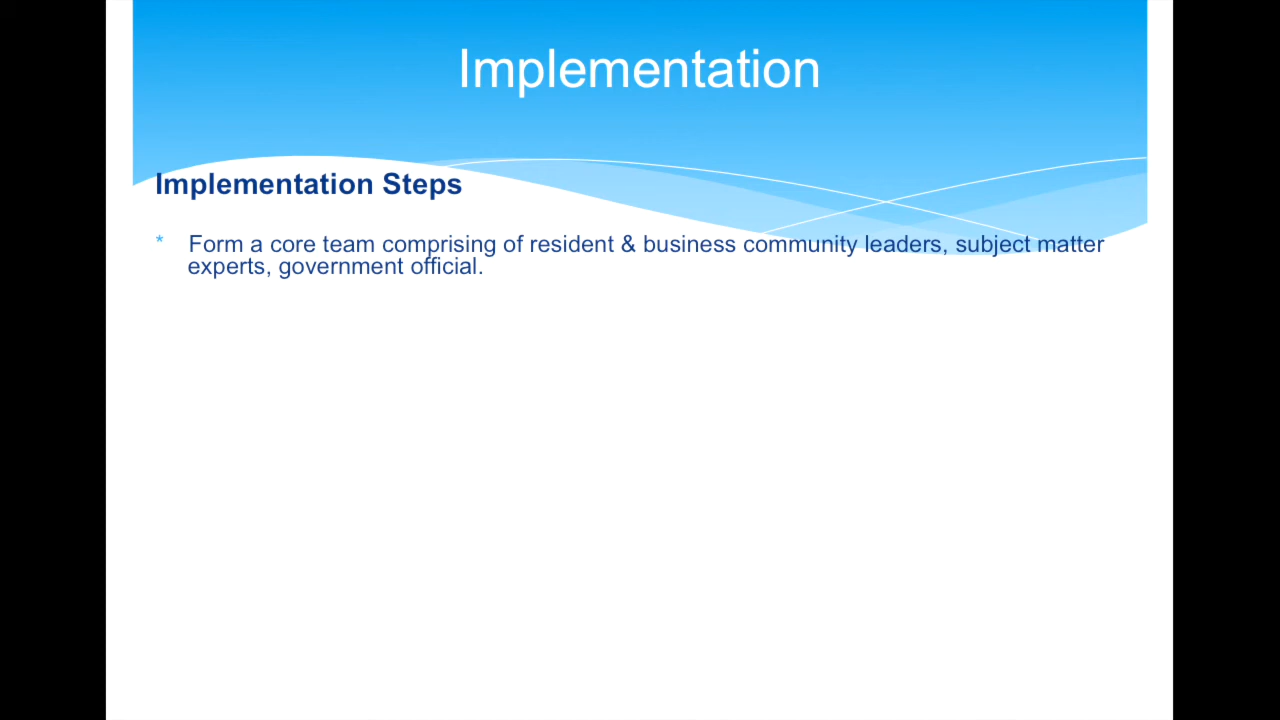 Implementation
Implementation Steps
* Form a core team comprising of resident & business community leaders, subject matter
experts, government official.